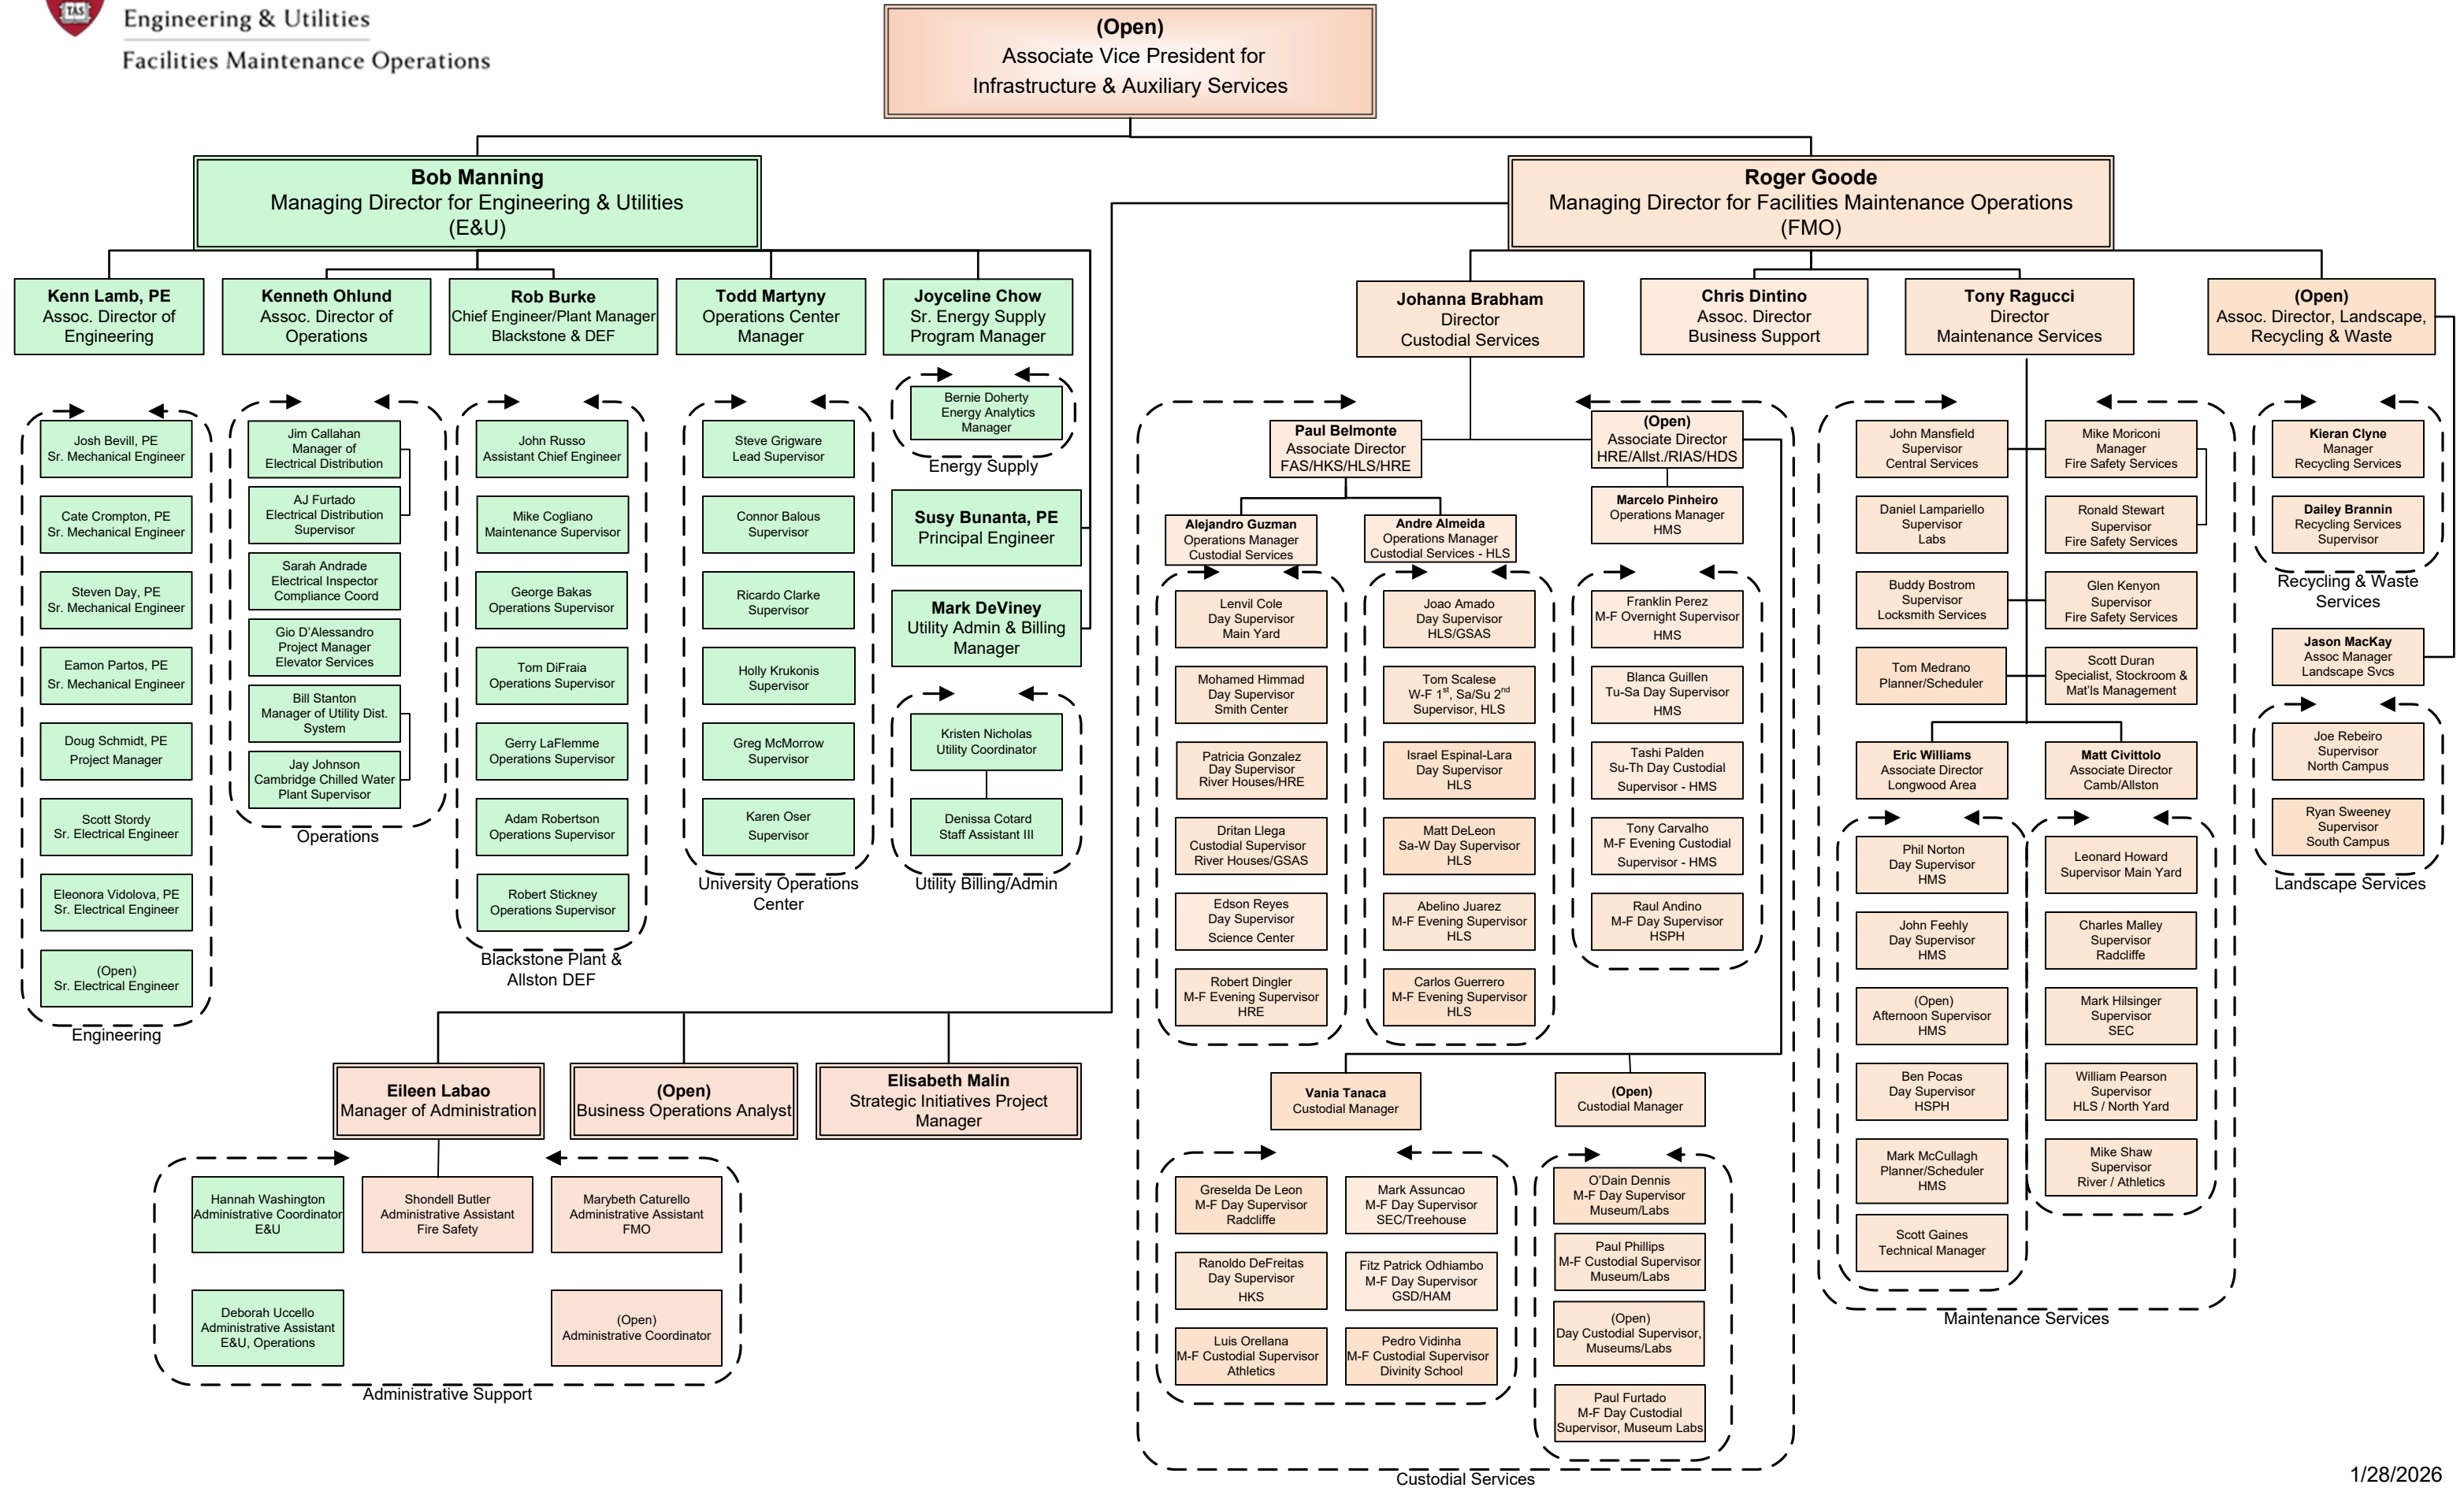 TAS
Engineering & Utilities
Facilities Maintenance Operations
(Open)
Associate Vice President for
Infrastructure & Auxiliary Services
Bob Manning
Managing Director for Engineering & Utilities
(E&U)
Roger Goode
Managing Director for Facilities Maintenance Operations
(FMO)
Kenn Lamb, PE
Assoc. Director of
Engineering
Kenneth Ohlund
Assoc. Director of
Operations
Rob Burke
Chief Engineer/Plant Manager
Blackstone & DEF
Todd Martyny
Operations Center
Manager
Joyceline Chow
Sr. Energy Supply
Program Manager
Johanna Brabham
Director
Custodial Services
Chris Dintino
Assoc. Director
Business Support
Tony Ragucci
Director
Maintenance Services
(Open)
Assoc. Director, Landscape,
Recycling & Waste
Josh Bevill, PE
Sr. Mechanical Engineer
Cate Crompton, PE
Sr. Mechanical Engineer
Steven Day, PE
Sr. Mechanical Engineer
Eamon Partos, PE
Sr. Mechanical Engineer
Doug Schmidt, PE
Project Manager
Scott Stordy
Sr. Electrical Engineer
Eleonora Vidolova, PE
Sr. Electrical Engineer
(Open)
Sr. Electrical Engineer
Engineering
Jim Callahan
Manager of
Electrical Distribution
AJ Furtado
Electrical Distribution
Supervisor
Sarah Andrade
Electrical Inspector
Compliance Coord
Gio D'Alessandro
Project Manager
Elevator Services
Bill Stanton
Manager of Utility Dist.
System
Jay Johnson
Cambridge Chilled Water
Plant Supervisor
Operations
John Russo
Assistant Chief Engineer
Mike Cogliano
Maintenance Supervisor
George Bakas
Operations Supervisor
Tom DiFraia
Operations Supervisor
Gerry LaFlemme
Operations Supervisor
Adam Robertson
Operations Supervisor
Robert Stickney
Operations Supervisor
Blackstone Plant &
Allston DEF
Steve Grigware
Lead Supervisor
Connor Balous
Supervisor
Ricardo Clarke
Supervisor
Holly Krukonis
Supervisor
Greg McMorrow
Supervisor
Karen Oser
Supervisor
University Operations
Center
Bernie Doherty
Energy Analytics
Manager
Energy Supply
Susy Bunanta, PE
Principal Engineer
Mark DeViney
Utility Admin & Billing
Manager
Kristen Nicholas
Utility Coordinator
Denissa Cotard
Staff Assistant III
Utility Billing/Admin
Eileen Labao
Manager of Administration
(Open)
Business Operations Analyst
Elisabeth Malin
Strategic Initiatives Project
Manager
Hannah Washington
Administrative Coordinator
E&U
Shondell Butler
Administrative Assistant
Fire Safety
Marybeth Caturello
Administrative Assistant
FMO
Deborah Uccello
Administrative Assistant
E&U, Operations
(Open)
Administrative Coordinator
Administrative Support
Paul Belmonte
Associate Director
FAS/HKS/HLS/HRE
(Open)
Associate Director
HRE/Allst./RIAS/HDS
Marcelo Pinheiro
Operations Manager
HMS
Alejandro Guzman
Operations Manager
Custodial Services
Andre Almeida
Operations Manager
Custodial Services - HLS
Lenvil Cole
Day Supervisor
Main Yard
Mohamed Himmad
Day Supervisor
Smith Center
Patricia Gonzalez
Day Supervisor
River Houses/HRE
Dritan Llega
Custodial Supervisor
River Houses/GSAS
Edson Reyes
Day Supervisor
Science Center
Robert Dingler
M-F Evening Supervisor
HRE
Joao Amado
Day Supervisor
HLS/GSAS
Tom Scalese
W-F 1st, Sa/Su 2nd
Supervisor, HLS
Israel Espinal-Lara
Day Supervisor
HLS
Matt DeLeon
Sa-W Day Supervisor
HLS
Abelino Juarez
M-F Evening Supervisor
HLS
Carlos Guerrero
M-F Evening Supervisor
HLS
Franklin Perez
M-F Overnight Supervisor
HMS
Blanca Guillen
Tu-Sa Day Supervisor
HMS
Tashi Palden
Su-Th Day Custodial
Supervisor - HMS
Tony Carvalho
M-F Evening Custodial
Supervisor - HMS
Raul Andino
M-F Day Supervisor
HSPH
Vania Tanaca
Custodial Manager
(Open)
Custodial Manager
Greselda De Leon
M-F Day Supervisor
Radcliffe
Mark Assuncao
M-F Day Supervisor
SEC/Treehouse
Ranoldo DeFreitas
Day Supervisor
HKS
Fitz Patrick Odhiambo
M-F Day Supervisor
GSD/HAM
Luis Orellana
M-F Custodial Supervisor
Athletics
Pedro Vidinha
M-F Custodial Supervisor
Divinity School
O'Dain Dennis
M-F Day Supervisor
Museum/Labs
Paul Phillips
M-F Custodial Supervisor
Museum/Labs
(Open)
Day Custodial Supervisor,
Museums/Labs
Paul Furtado
M-F Day Custodial
Supervisor, Museum Labs
Custodial Services
John Mansfield
Supervisor
Central Services
Mike Moriconi
Manager
Fire Safety Services
Daniel Lampariello
Supervisor
Labs
Ronald Stewart
Supervisor
Fire Safety Services
Buddy Bostrom
Supervisor
Locksmith Services
Glen Kenyon
Supervisor
Fire Safety Services
Tom Medrano
Planner/Scheduler
Scott Duran
Specialist, Stockroom &
Mat'ls Management
Eric Williams
Associate Director
Longwood Area
Matt Civittolo
Associate Director
Camb/Allston
Phil Norton
Day Supervisor
HMS
John Feehly
Day Supervisor
HMS
(Open)
Afternoon Supervisor
HMS
Ben Pocas
Day Supervisor
HSPH
Mark McCullagh
Planner/Scheduler
HMS
Scott Gaines
Technical Manager
Leonard Howard
Supervisor Main Yard
Charles Malley
Supervisor
Radcliffe
Mark Hilsinger
Supervisor
SEC
William Pearson
Supervisor
HLS / North Yard
Mike Shaw
Supervisor
River / Athletics
Maintenance Services
Kieran Clyne
Manager
Recycling Services
Dailey Brannin
Recycling Services
Supervisor
Recycling & Waste
Services
Jason MacKay
Assoc Manager
Landscape Svcs
Joe Rebeiro
Supervisor
North Campus
Ryan Sweeney
Supervisor
South Campus
Landscape Services
1/28/2026